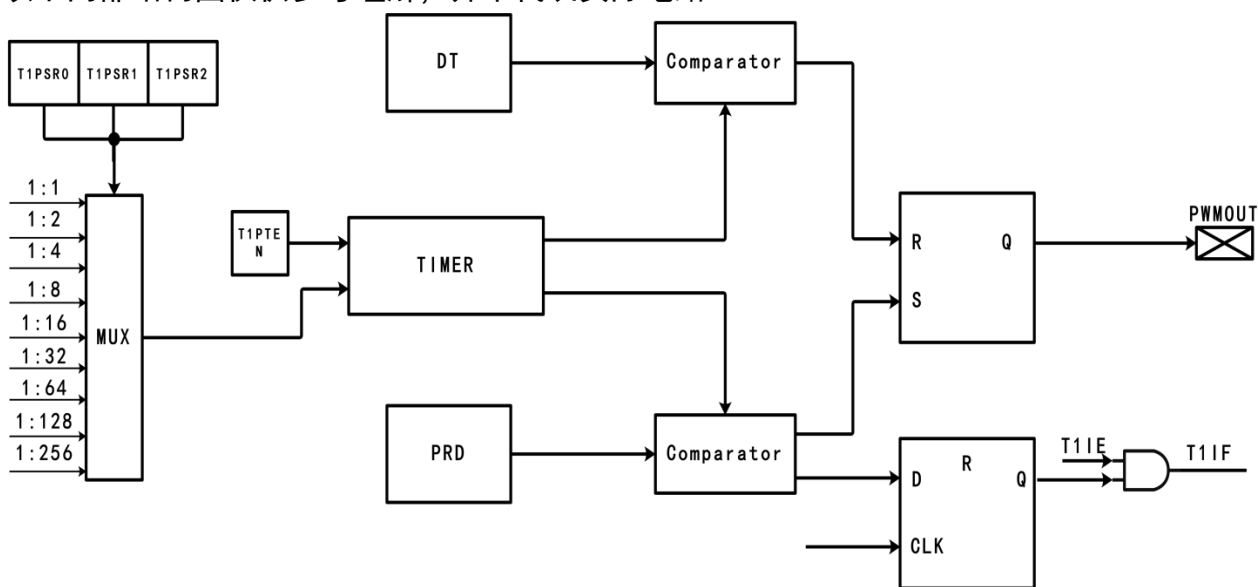 T1PSR0 T1PSR1 T1PSR2
DT
Comparator
1:1
1:2
1:4
1:8
1:16
1:32
1:64
1:128
1:256
MUX
T1PTE
N
TIMER
R Q
S
PWMOUT
PRD
Comparator
R
D Q
CLK
T1IE
T1IF